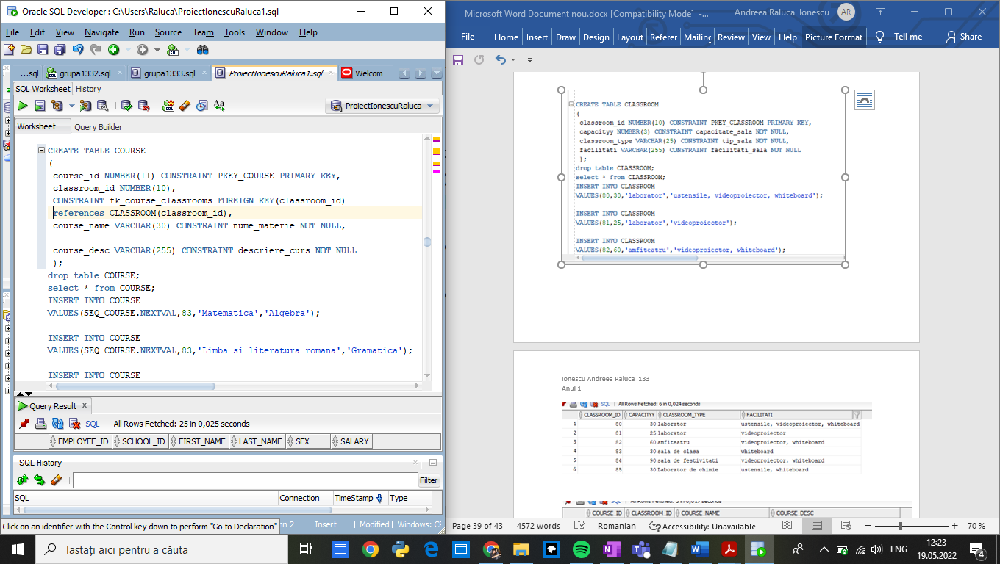 Oracle SQL Developer : C:\Users\Raluca\ProiectIonescuRaluca1.sql
File Edit View Navigate Run Source Team Tools Window Help
...sql grupa1332.sql grupa1333.sql ProiectIonescuRaluca1.sql Welcom...
SQL Worksheet History
ProiectIonescuRaluca
Worksheet Query Builder
CREATE TABLE COURSE
(
course_id NUMBER(11) CONSTRAINT PKEY_COURSE PRIMARY KEY,
classroom_id NUMBER(10),
CONSTRAINT fk_course_classrooms FOREIGN KEY(classroom_id)
references CLASSROOM(classroom_id),
course_name VARCHAR(30) CONSTRAINT nume_materie NOT NULL,
course_desc VARCHAR(255) CONSTRAINT descriere_curs NOT NULL
);
drop table COURSE;
select * from COURSE;
INSERT INTO COURSE
VALUES(SEQ_COURSE.NEXTVAL,83,'Matematica','Algebra');
INSERT INTO COURSE
VALUES(SEQ_COURSE.NEXTVAL,83,'Limba si literatura romana','Gramatica');
INSERT INTO COURSE
Query Result x
SQL | All Rows Fetched: 25 in 0,025 seconds
EMPLOYEE_ID SCHOOL_ID FIRST_NAME LAST_NAME SEX SALARY
SQL History
Filter
SQL Connection TimeStamp Type
Click on an identifier with the Control key down to perform "Go to Declaration"
| Insert | Modified | Windows: CF
Microsoft Word Document nou.docx [Compatibility Mode] -... Andreea Raluca Ionescu AR
File Home Insert Draw Design Layout Referer Mailing Review View Help Picture Format Tell me Share
CREATE TABLE CLASSROOM
(
classroom_id NUMBER(10) CONSTRAINT PKEY_CLASSROOM PRIMARY KEY,
capacityy NUMBER(3) CONSTRAINT capacitate_sala NOT NULL,
classroom_type VARCHAR(25) CONSTRAINT tip_sala NOT NULL,
facilitati VARCHAR(255) CONSTRAINT facilitati_sala NOT NULL
);
drop table CLASSROOM;
select * from CLASSROOM;
INSERT INTO CLASSROOM
VALUES(80,30,'laborator','ustensile, videoproiector, whiteboard');
INSERT INTO CLASSROOM
VALUES(81,25,'laborator','videoproiector');
INSERT INTO CLASSROOM
VALUES(82,60,'amfiteatru','videoproiector, whiteboard');
Ionescu Andreea Raluca 133
Anul 1
SQL | All Rows Fetched: 6 in 0,024 seconds
CLASSROOM_ID CAPACITYY CLASSROOM_TYPE FACILITATI
1 80 30 laborator ustensile, videoproiector, whiteboard
2 81 25 laborator videoproiector
3 82 60 amfiteatru videoproiector, whiteboard
4 83 30 sala de clasa whiteboard
5 84 90 sala de festivitati videoproiector, whiteboard
6 85 30 Laborator de chimie ustensile, whiteboard
COURSE_ID CLASSROOM_ID COURSE_NAME COURSE_DESC
Page 39 of 43 4572 words Romanian Accessibility: Unavailable 70 %
Tastați aici pentru a căuta
ENG 12:23
19.05.2022
4